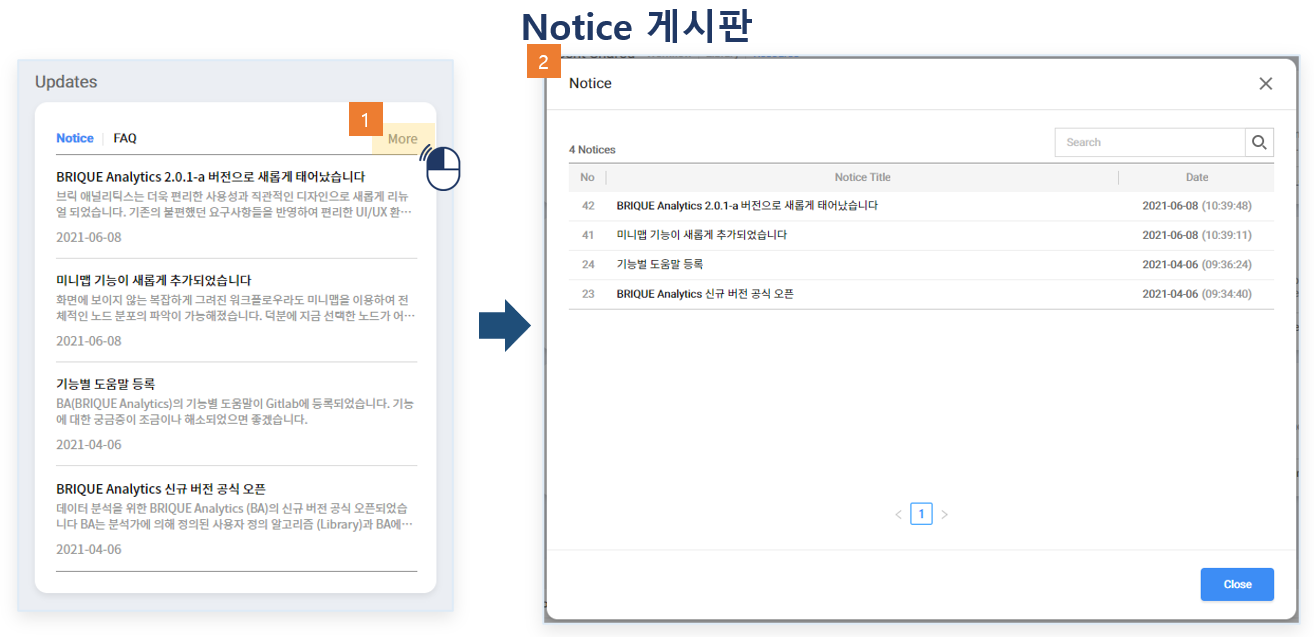 Notice 게시판
Updates
1
Notice
FAQ
More
BRIQUE Analytics 2.0.1-a 버전으로 새롭게 태어났습니다
브릭 애널리틱스는 더욱 편리한 사용성과 직관적인 디자인으로 새롭게 리뉴
얼 되었습니다. 기존의 불편했던 요구사항들을 반영하여 편리한 UI/UX 환…
2021-06-08
미니맵 기능이 새롭게 추가되었습니다
화면에 보이지 않는 복잡하게 그려진 워크플로우라도 미니맵을 이용하여 전
체적인 노드 분포의 파악이 가능해졌습니다. 덕분에 지금 선택한 노드가 어…
2021-06-08
기능별 도움말 등록
BA(BRIQUE Analytics)의 기능별 도움말이 Gitlab에 등록되었습니다. 기능
에 대한 궁금증이 조금이나 해소되었으면 좋겠습니다.
2021-04-06
BRIQUE Analytics 신규 버전 공식 오픈
데이터 분석을 위한 BRIQUE Analytics (BA)의 신규 버전 공식 오픈되었습
니다 BA는 분석가에 의해 정의된 사용자 정의 알고리즘 (Library)과 BA에…
2021-04-06
2
Notice
4 Notices
Search
No Notice Title Date
42 BRIQUE Analytics 2.0.1-a 버전으로 새롭게 태어났습니다 2021-06-08 (10:39:48)
41 미니맵 기능이 새롭게 추가되었습니다 2021-06-08 (10:39:11)
24 기능벌 도움말 등록 2021-04-06 (09:36:24)
23 BRIQUE Analytics 신규 버전 공식 오픈 2021-04-06 (09:34:40)
< 1 >
Close